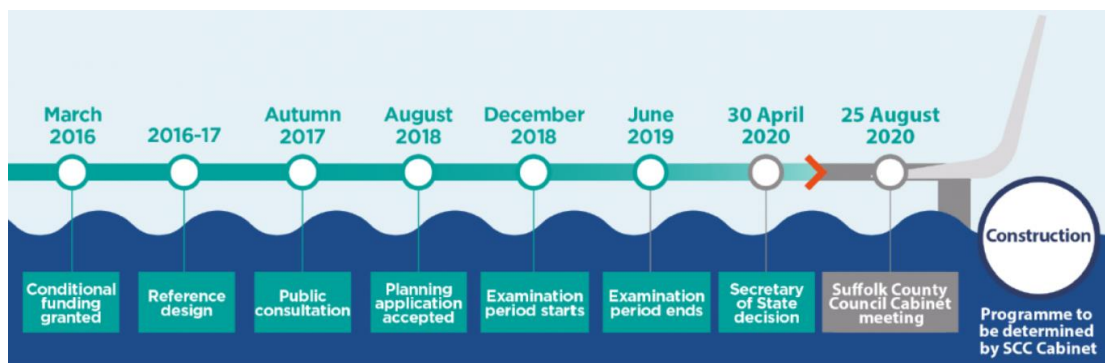 March
2016
2016-17
Autumn
2017
August
2018
December
2018
June
2019
30 April
2020
25 August
2020
Conditional
funding
granted
Reference
design
Public
consultation
Planning
application
accepted
Examination
period starts
Examination
period ends
Secretary
of State
decision
Suffolk County
Council Cabinet
meeting
Construction
Programme to
be determined
by SCC Cabinet